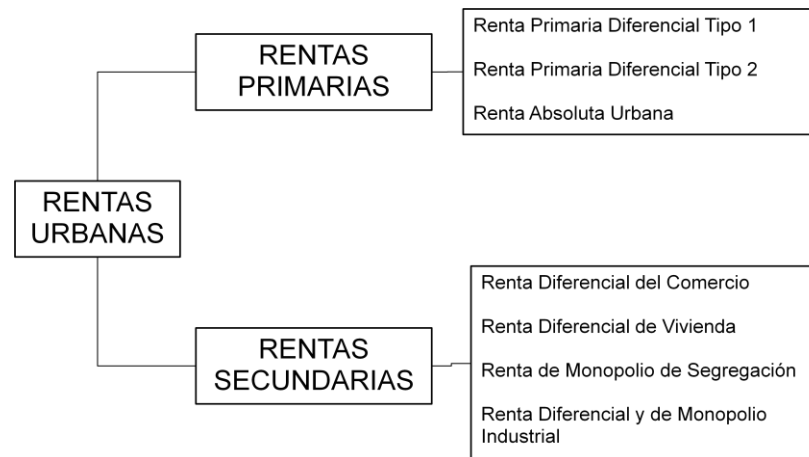 RENTAS
URBANAS
RENTAS
PRIMARIAS
Renta Primaria Diferencial Tipo 1
Renta Primaria Diferencial Tipo 2
Renta Absoluta Urbana
RENTAS
SECUNDARIAS
Renta Diferencial del Comercio
Renta Diferencial de Vivienda
Renta de Monopolio de Segregación
Renta Diferencial y de Monopolio
Industrial